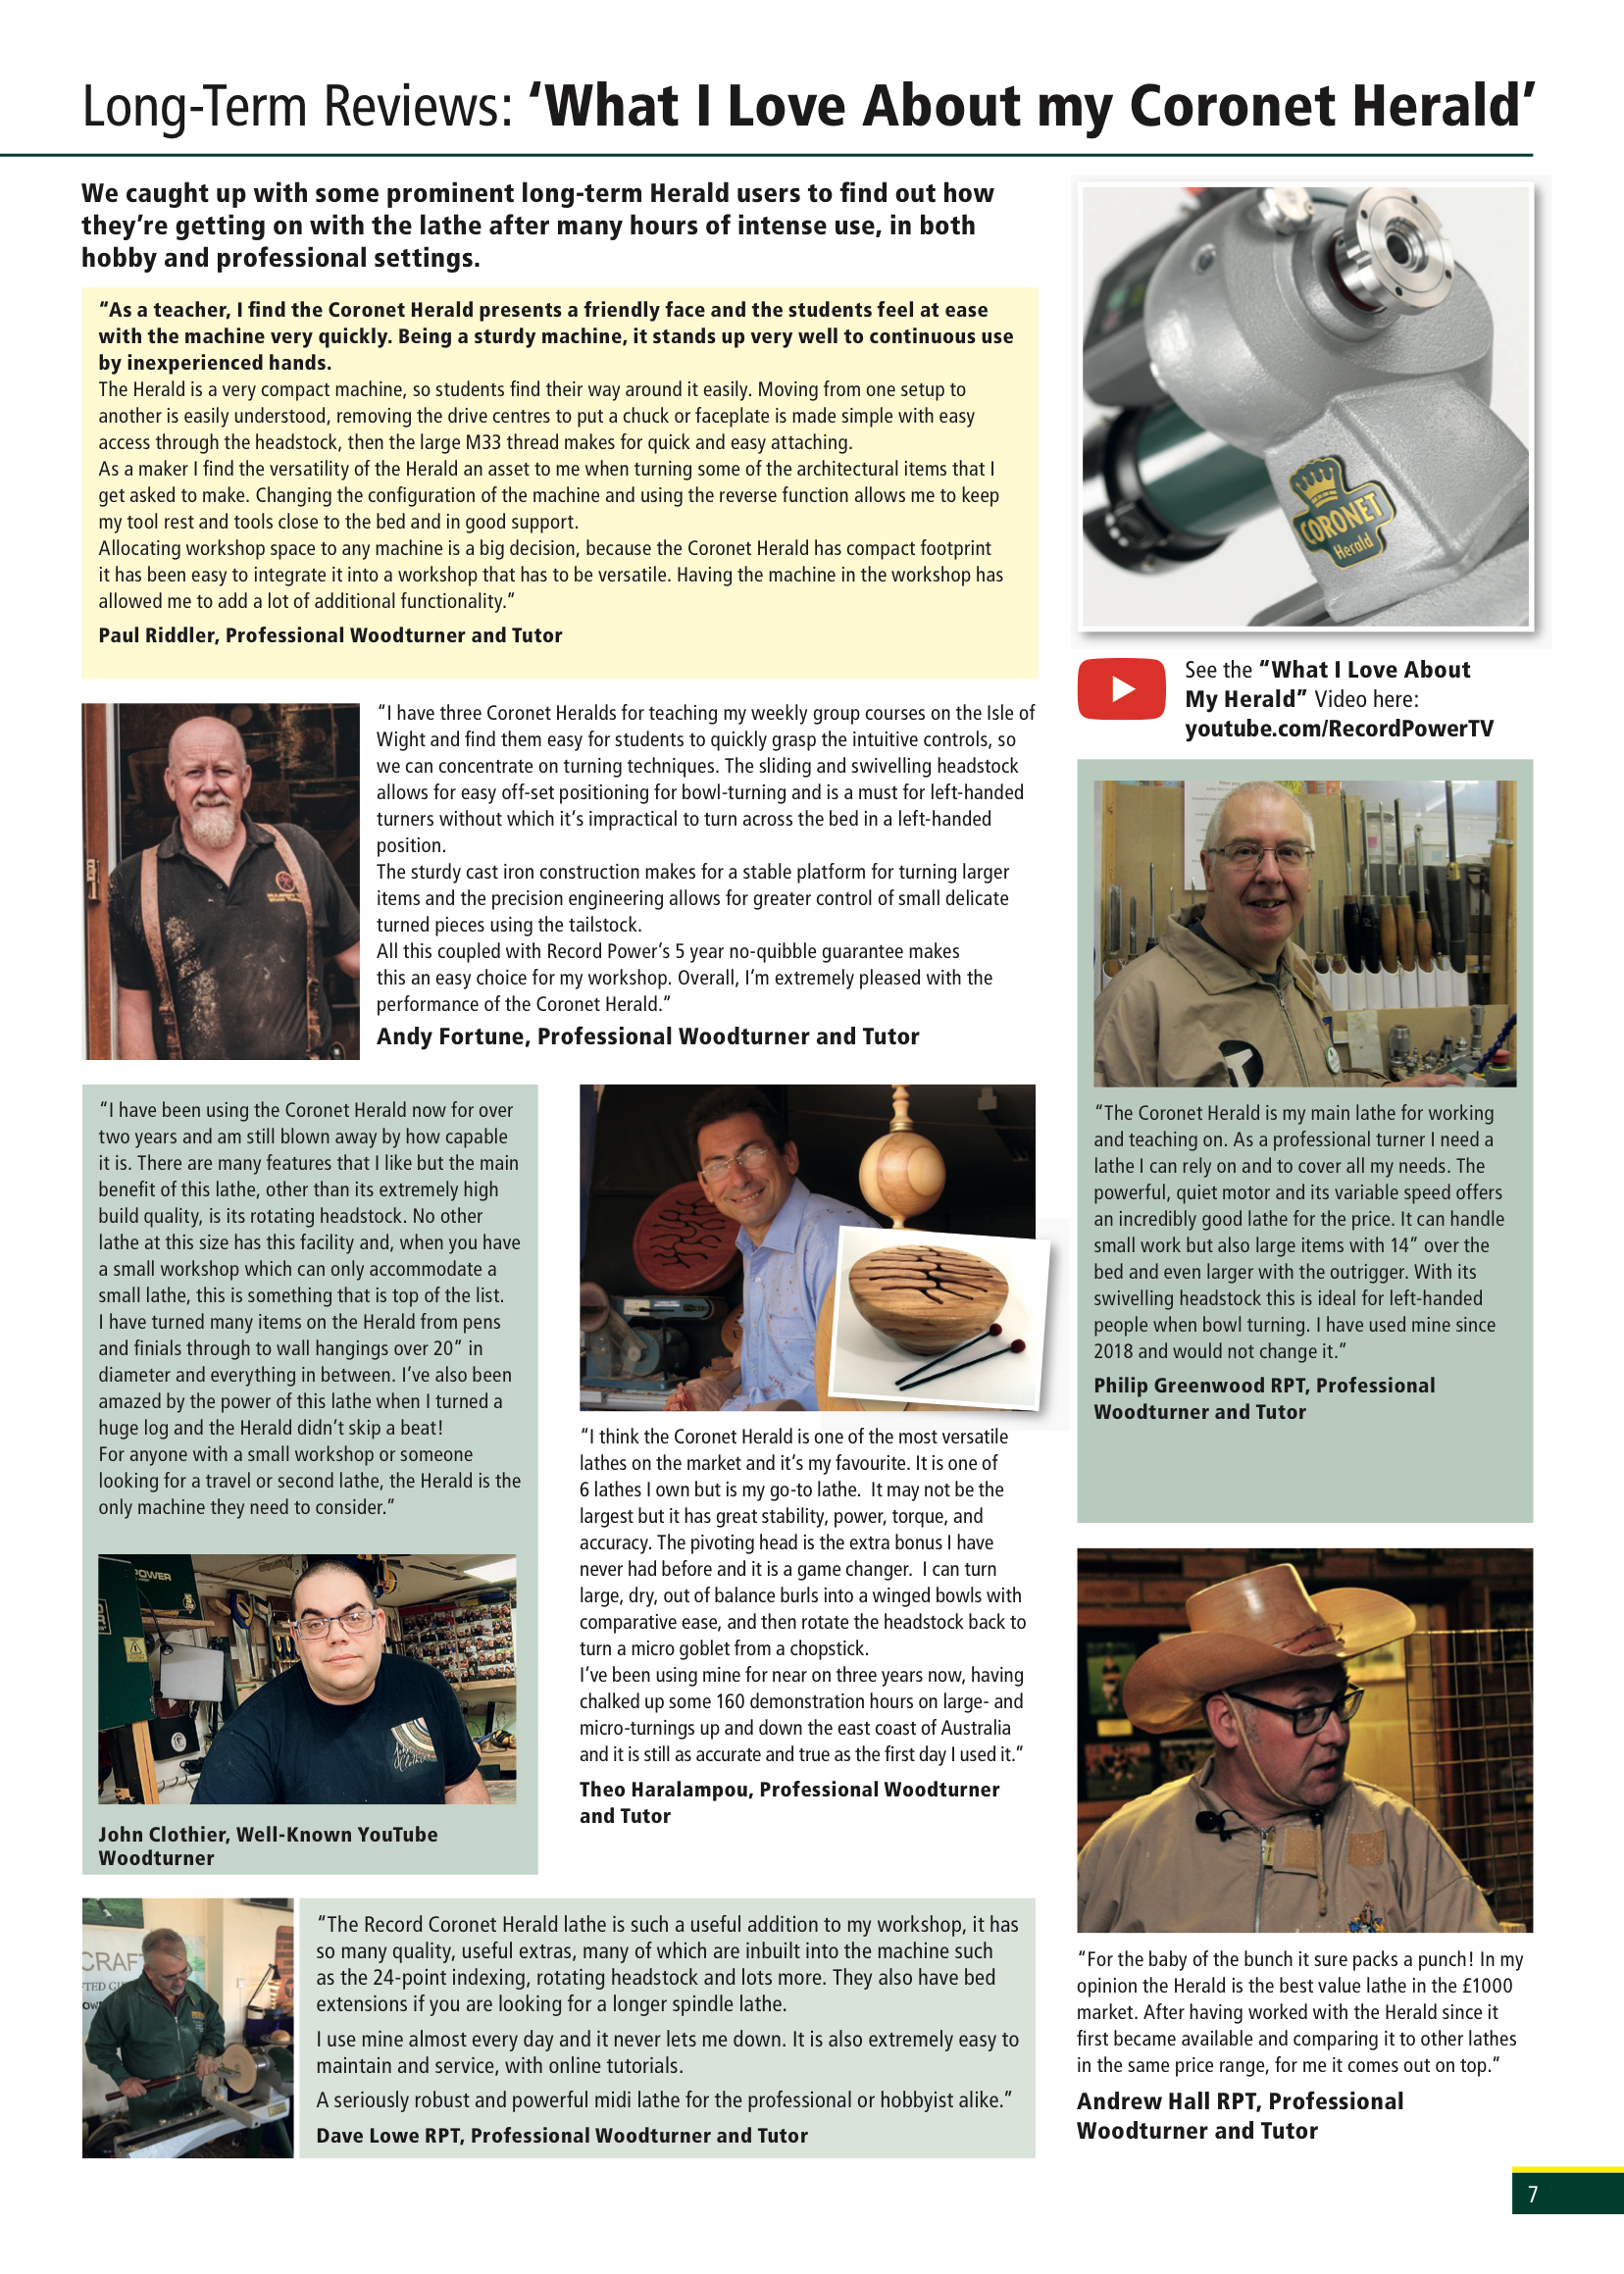 Long-Term Reviews: ‘What I Love About my Coronet Herald’
We caught up with some prominent long-term Herald users to find out how
they’re getting on with the lathe after many hours of intense use, in both
hobby and professional settings.
“As a teacher, I find the Coronet Herald presents a friendly face and the students feel at ease
with the machine very quickly. Being a sturdy machine, it stands up very well to continuous use
by inexperienced hands.
The Herald is a very compact machine, so students find their way around it easily. Moving from one setup to
another is easily understood, removing the drive centres to put a chuck or faceplate is made simple with easy
access through the headstock, then the large M33 thread makes for quick and easy attaching.
As a maker I find the versatility of the Herald an asset to me when turning some of the architectural items that I
get asked to make. Changing the configuration of the machine and using the reverse function allows me to keep
my tool rest and tools close to the bed and in good support.
Allocating workshop space to any machine is a big decision, because the Coronet Herald has compact footprint
it has been easy to integrate it into a workshop that has to be versatile. Having the machine in the workshop has
allowed me to add a lot of additional functionality.”
Paul Riddler, Professional Woodturner and Tutor
CORONET
Herald
See the “What I Love About
My Herald” Video here:
youtube.com/RecordPowerTV
“I have three Coronet Heralds for teaching my weekly group courses on the Isle of
Wight and find them easy for students to quickly grasp the intuitive controls, so
we can concentrate on turning techniques. The sliding and swivelling headstock
allows for easy off-set positioning for bowl-turning and is a must for left-handed
turners without which it’s impractical to turn across the bed in a left-handed
position.
The sturdy cast iron construction makes for a stable platform for turning larger
items and the precision engineering allows for greater control of small delicate
turned pieces using the tailstock.
All this coupled with Record Power’s 5 year no-quibble guarantee makes
this an easy choice for my workshop. Overall, I’m extremely pleased with the
performance of the Coronet Herald.”
Andy Fortune, Professional Woodturner and Tutor
“I have been using the Coronet Herald now for over
two years and am still blown away by how capable
it is. There are many features that I like but the main
benefit of this lathe, other than its extremely high
build quality, is its rotating headstock. No other
lathe at this size has this facility and, when you have
a small workshop which can only accommodate a
small lathe, this is something that is top of the list.
I have turned many items on the Herald from pens
and finials through to wall hangings over 20” in
diameter and everything in between. I’ve also been
amazed by the power of this lathe when I turned a
huge log and the Herald didn’t skip a beat!
For anyone with a small workshop or someone
looking for a travel or second lathe, the Herald is the
only machine they need to consider.”
POWER
John Clothier, Well-Known YouTube
Woodturner
“I think the Coronet Herald is one of the most versatile
lathes on the market and it’s my favourite. It is one of
6 lathes I own but is my go-to lathe.  It may not be the
largest but it has great stability, power, torque, and
accuracy. The pivoting head is the extra bonus I have
never had before and it is a game changer.  I can turn
large, dry, out of balance burls into a winged bowls with
comparative ease, and then rotate the headstock back to
turn a micro goblet from a chopstick.
I’ve been using mine for near on three years now, having
chalked up some 160 demonstration hours on large- and
micro-turnings up and down the east coast of Australia
and it is still as accurate and true as the first day I used it.”
Theo Haralampou, Professional Woodturner
and Tutor
“The Coronet Herald is my main lathe for working
and teaching on. As a professional turner I need a
lathe I can rely on and to cover all my needs. The
powerful, quiet motor and its variable speed offers
an incredibly good lathe for the price. It can handle
small work but also large items with 14” over the
bed and even larger with the outrigger. With its
swivelling headstock this is ideal for left-handed
people when bowl turning. I have used mine since
2018 and would not change it.”
Philip Greenwood RPT, Professional
Woodturner and Tutor
CRAF
“The Record Coronet Herald lathe is such a useful addition to my workshop, it has
so many quality, useful extras, many of which are inbuilt into the machine such
as the 24-point indexing, rotating headstock and lots more. They also have bed
extensions if you are looking for a longer spindle lathe.
I use mine almost every day and it never lets me down. It is also extremely easy to
maintain and service, with online tutorials.
A seriously robust and powerful midi lathe for the professional or hobbyist alike.”
Dave Lowe RPT, Professional Woodturner and Tutor
“For the baby of the bunch it sure packs a punch! In my
opinion the Herald is the best value lathe in the £1000
market. After having worked with the Herald since it
first became available and comparing it to other lathes
in the same price range, for me it comes out on top.”
Andrew Hall RPT, Professional
Woodturner and Tutor
7